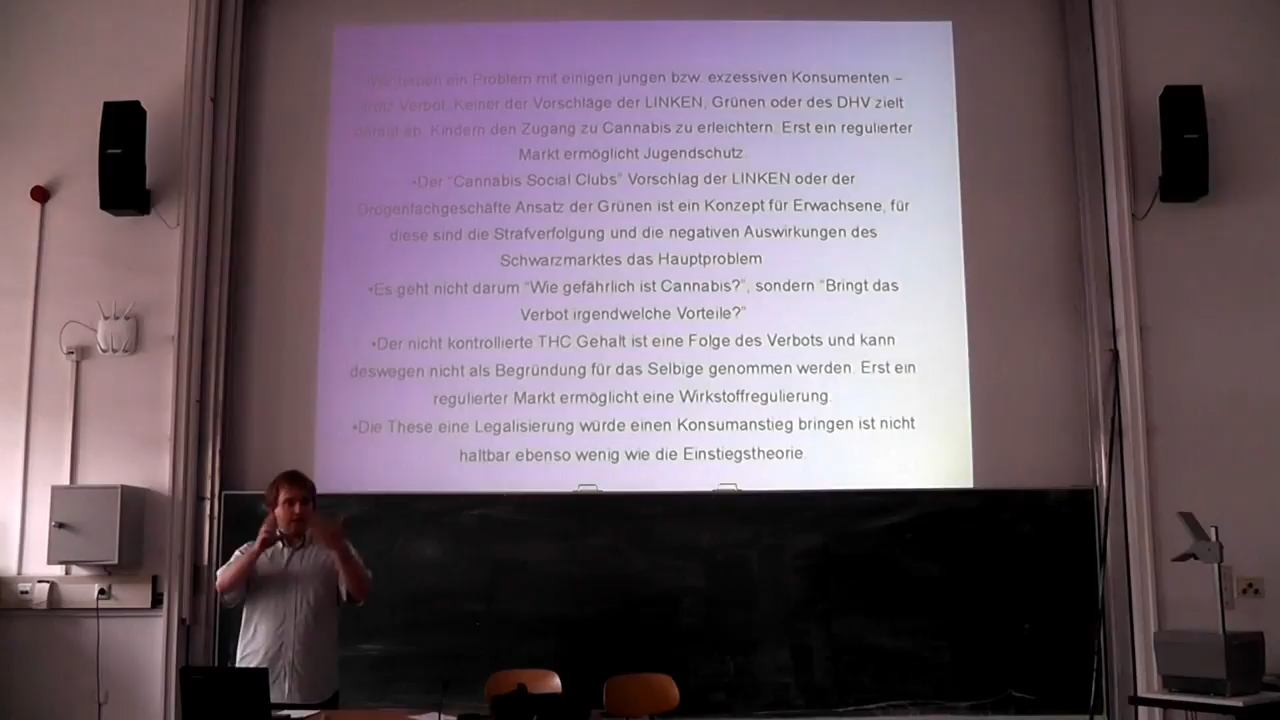 haben ein Problem mit einigen jungen bzw. exzessiven Konsumenten –
trotz Verbot. Keiner der Vorschläge der LINKEN, Grünen oder des DHV zielt
darauf ab, Kindern den Zugang zu Cannabis zu erleichtern. Erst ein regulierter
Markt ermöglicht Jugendschutz.
•Der “Cannabis Social Clubs” Vorschlag der LINKEN oder der
Drogenfachgeschäfte Ansatz der Grünen ist ein Konzept für Erwachsene, für
diese sind die Strafverfolgung und die negativen Auswirkungen des
Schwarzmarktes das Hauptproblem
•Es geht nicht darum “Wie gefährlich ist Cannabis?”, sondern “Bringt das
Verbot irgendwelche Vorteile?”
•Der nicht kontrollierte THC Gehalt ist eine Folge des Verbots und kann
deswegen nicht als Begründung für das Selbige genommen werden. Erst ein
regulierter Markt ermöglicht eine Wirkstoffregulierung.
•Die These eine Legalisierung würde einen Konsumanstieg bringen ist nicht
haltbar ebenso wenig wie die Einstiegstheorie.